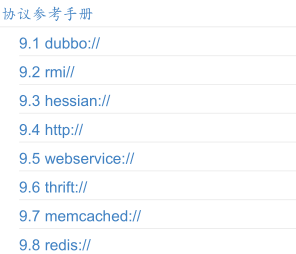 协议参考手册
9.1 dubbo://
9.2 rmi//
9.3 hessian://
9.4 http://
9.5 webservice://
9.6 thrift://
9.7 memcached://
9.8 redis://